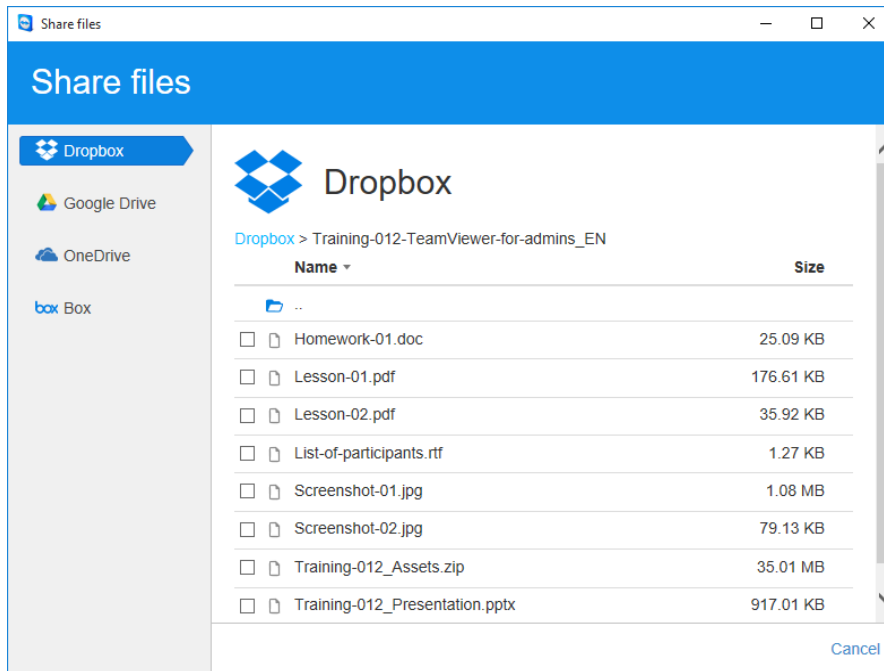 Share files
Share files
Dropbox
Google Drive
OneDrive
box Box
Dropbox
Dropbox > Training-012-TeamViewer-for-admins_EN
Name Size
..
Homework-01.doc 25.09 KB
Lesson-01.pdf 176.61 KB
Lesson-02.pdf 35.92 KB
List-of-participants.rtf 1.27 KB
Screenshot-01.jpg 1.08 MB
Screenshot-02.jpg 79.13 KB
Training-012_Assets.zip 35.01 MB
Training-012_Presentation.pptx 917.01 KB
Cancel